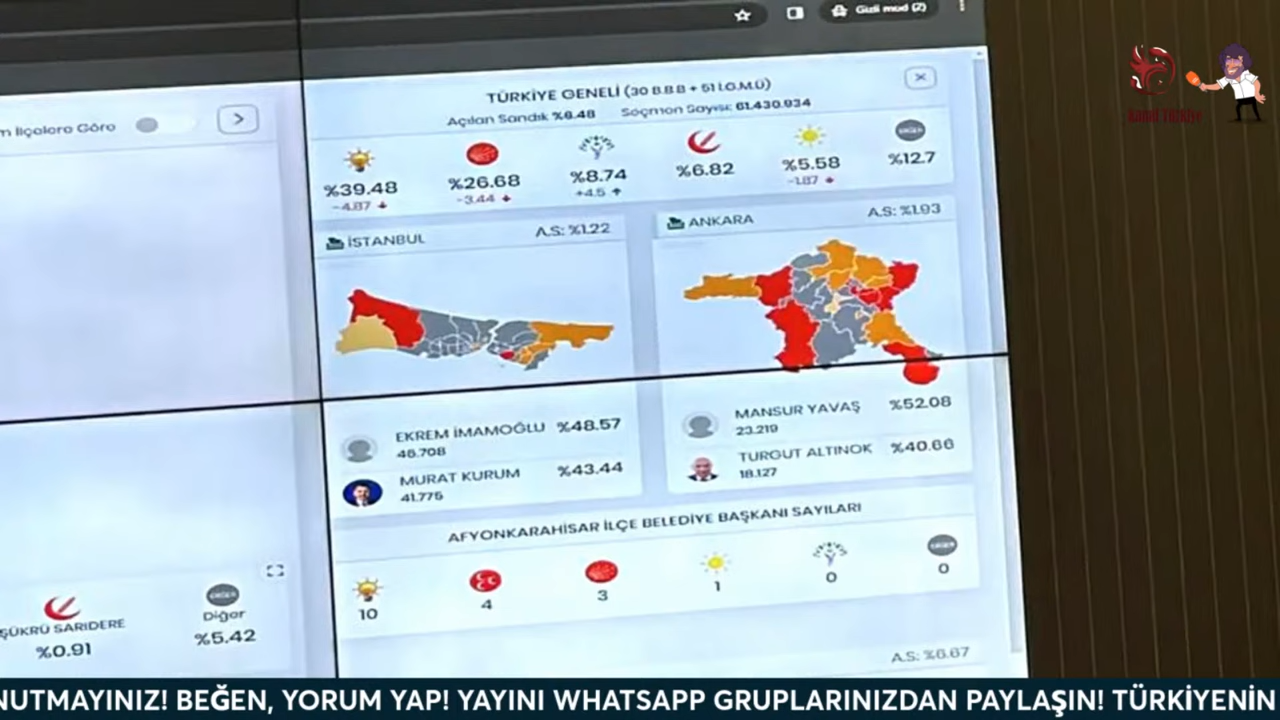 Gizli mod (2)
Kamil Türkiye
m İlçelere Göre
TÜRKİYE GENELİ (30 B.B.B + 51 İ.O.M.Ü)
Açılan Sandık %6.48 Seçmen Sayısı: 61.430.934
%39.48 %26.68 %8.74 %6.82 %5.58 %12.7
-4.87 -3.44 +4.5 -1.87
İSTANBUL A.S: %1.22
ANKARA A.S: %1.93
EKREM İMAMOĞLU %48.57
46.708
MURAT KURUM %43.44
41.775
MANSUR YAVAŞ %52.08
23.219
TURGUT ALTINOK %40.66
18.127
AFYONKARAHİSAR İLÇE BELEDİYE BAŞKANI SAYILARI
10 4 3 1 0 0
ŞÜKRÜ SARIDERE
%0.91
Diğer
%5.42
A.S: %6.67
NUTMAYINIZ! BEĞEN, YORUM YAP! YAYINI WHATSAPP GRUPLARINIZDAN PAYLAŞIN! TÜRKİYENİN